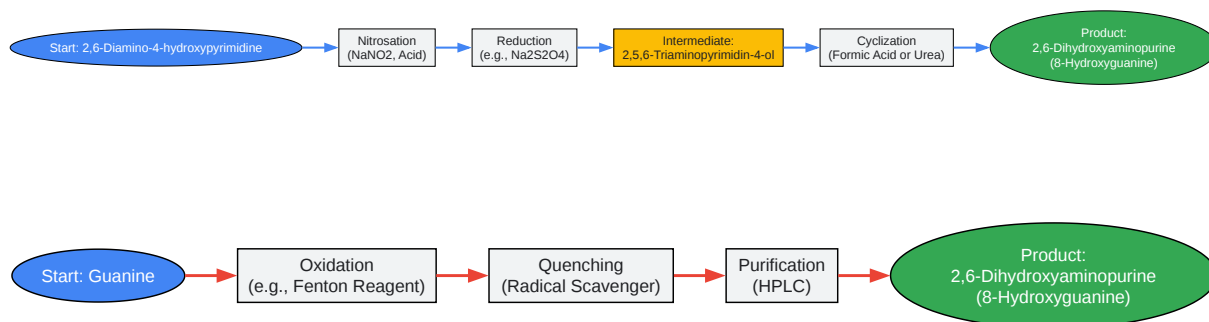 Start: 2,6-Diamino-4-hydroxypyrimidine
Nitrosation
(NaNO2, Acid)
Reduction
(e.g., Na2S2O4)
Intermediate:
2,5,6-Triaminopyrimidin-4-ol
Cyclization
(Formic Acid or Urea)
Product:
2,6-Dihydroxyaminopurine
(8-Hydroxyguanine)
Start: Guanine
Oxidation
(e.g., Fenton Reagent)
Quenching
(Radical Scavenger)
Purification
(HPLC)
Product:
2,6-Dihydroxyaminopurine
(8-Hydroxyguanine)